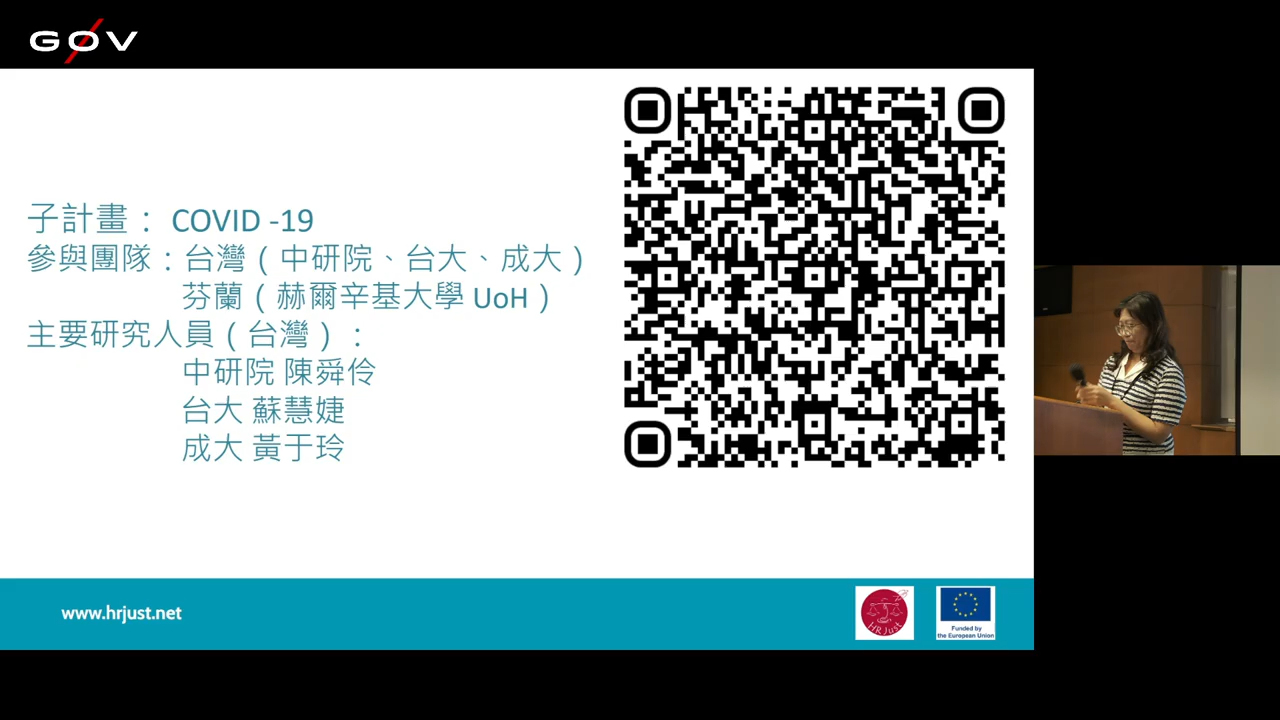 GØV
子計畫： COVID -19
參與團隊：台灣（中研院、台大、成大）
芬蘭（赫爾辛基大學 UoH）
主要研究人員（台灣）：
中研院 陳舜伶
台大 蘇慧婕
成大 黃于玲
www.hrjust.net
HRJust
Funded by
the European Union